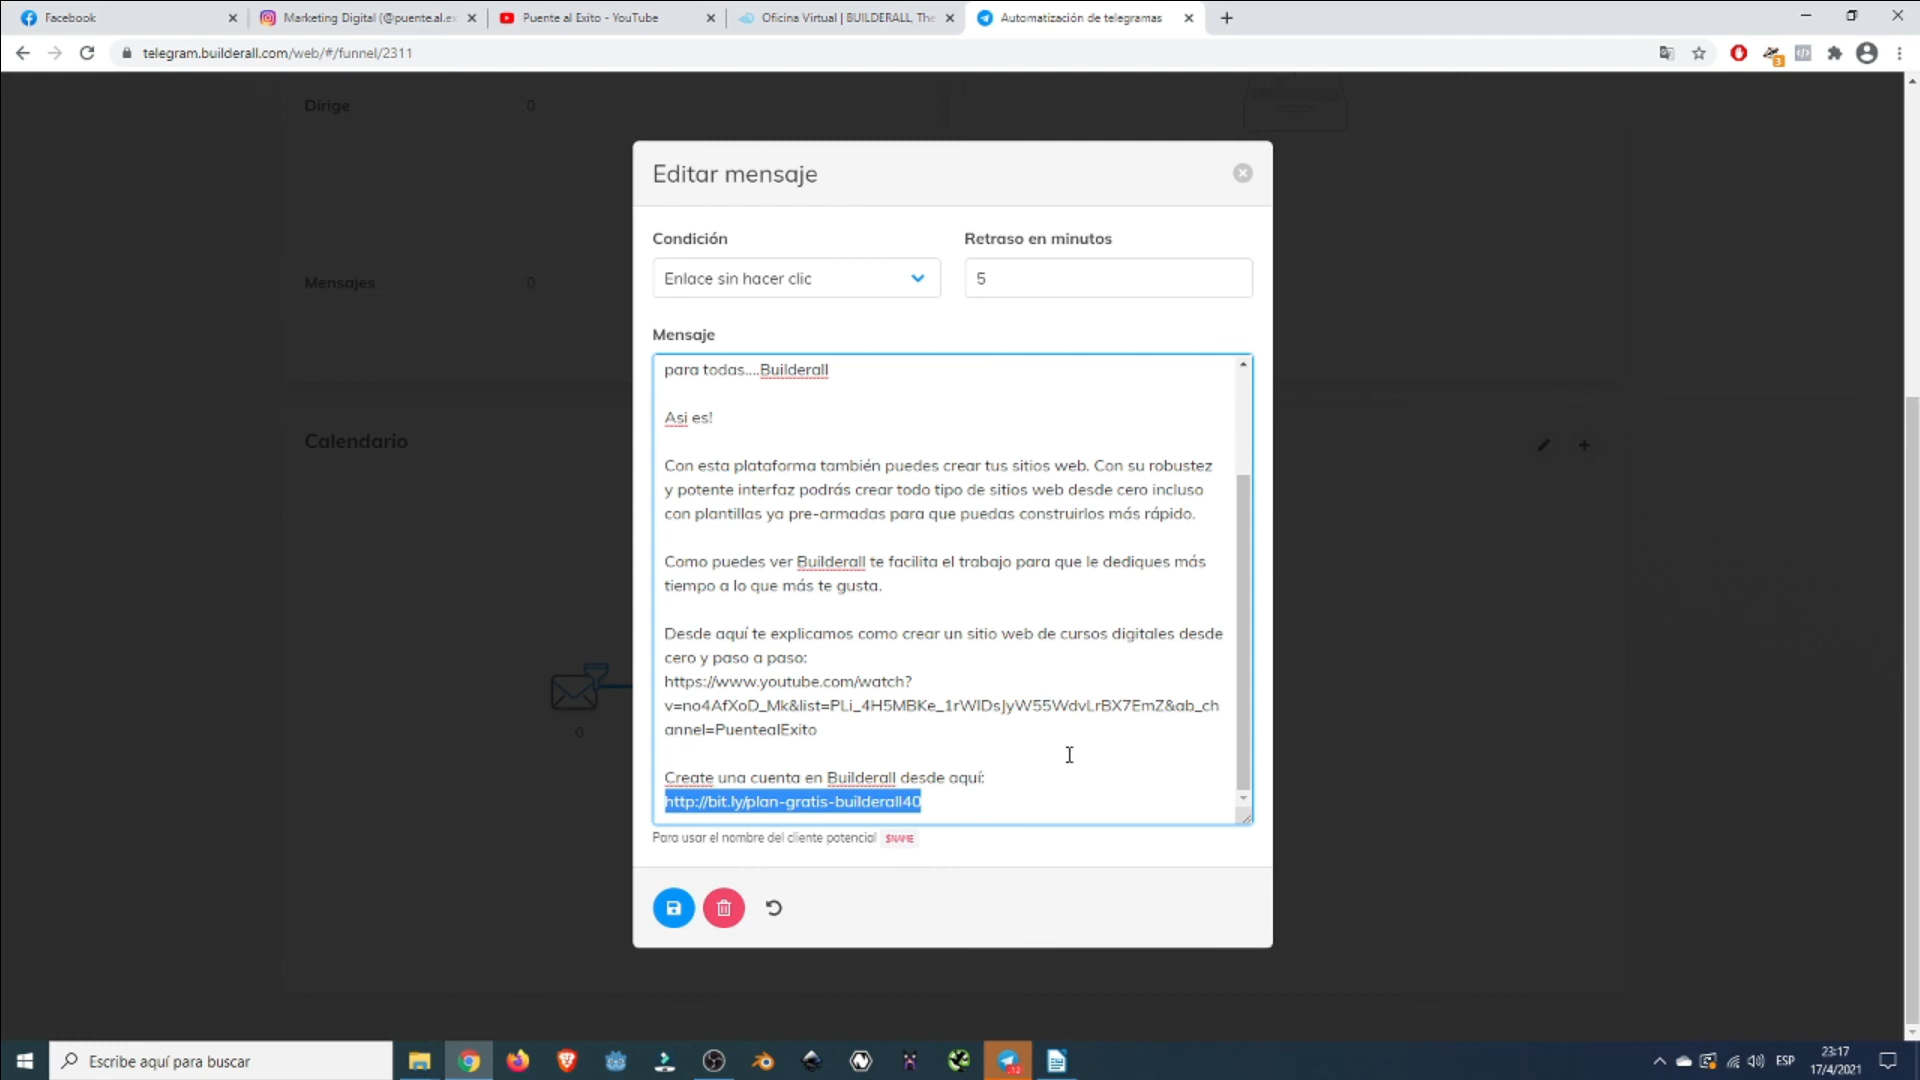 Facebook
Marketing Digital (@puente.al.ex
Puente al Exito - YouTube
Oficina Virtual | BUILDERALL, The
Automatización de telegramas
telegram.builderall.com/web/#/funnel/2311
3
Dirige 0
Editar mensaje
Condición
Retraso en minutos
Enlace sin hacer clic
5
Mensajes 0
Mensaje
para todas....Builderall
Asi es!
Calendario
Con esta plataforma también puedes crear tus sitios web. Con su robustez
y potente interfaz podrás crear todo tipo de sitios web desde cero incluso
con plantillas ya pre-armadas para que puedas construirlos más rápido.
Como puedes ver Builderall te facilita el trabajo para que le dediques más
tiempo a lo que más te gusta.
Desde aquí te explicamos como crear un sitio web de cursos digitales desde
cero y paso a paso:
https://www.youtube.com/watch?
v=no4AfXoD_Mk&list=PLi_4H5MBKe_1rWIDsJyW55WdvLrBX7EmZ&ab_ch
annel=PuentealExito
0
Create una cuenta en Builderall desde aquí:
http://bit.ly/plan-gratis-builderall40
Para usar el nombre del cliente potencial $NAME
Escribe aquí para buscar
12
ESP
23:17
17/4/2021